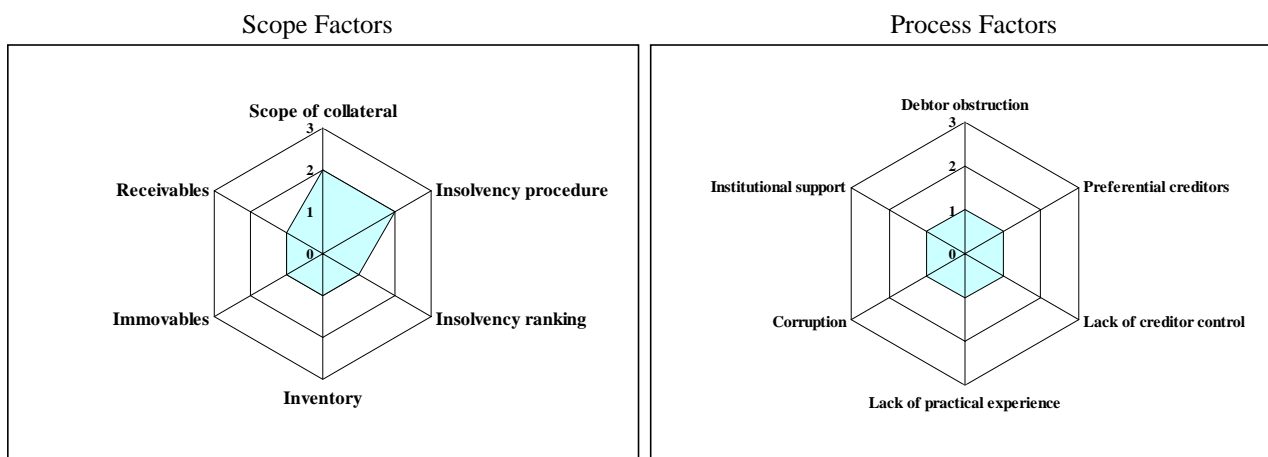 Scope Factors
Scope of collateral
3
Receivables
2
Insolvency procedure
1
0
Immovables
Insolvency ranking
Inventory
Process Factors
Debtor obstruction
3
Institutional support
2
Preferential creditors
1
0
Corruption
Lack of creditor control
Lack of practical experience